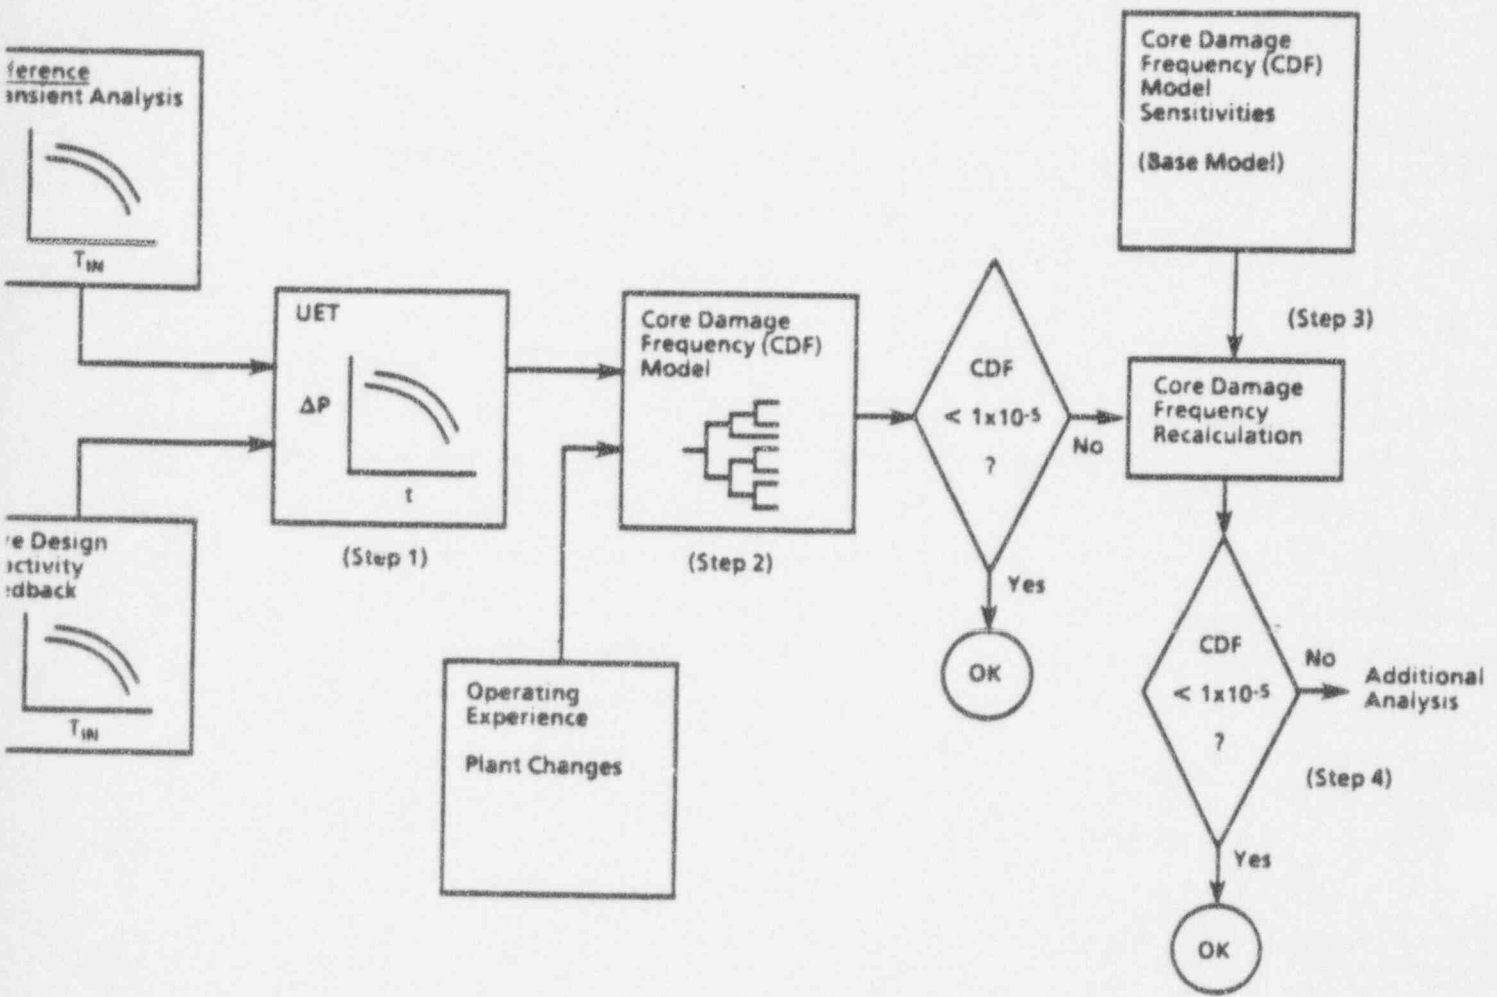 ference
ansient Analysis
T_IN
re Design
activity
edback
T_IN
UET
ΔP
t
(Step 1)
Operating
Experience
Plant Changes
Core Damage
Frequency (CDF)
Model
(Step 2)
CDF
< 1x10-5
?
No
Yes
OK
Core Damage
Frequency (CDF)
Model
Sensitivities
(Base Model)
(Step 3)
Core Damage
Frequency
Recalculation
CDF
< 1x10-5
?
No
Additional
Analysis
(Step 4)
Yes
OK